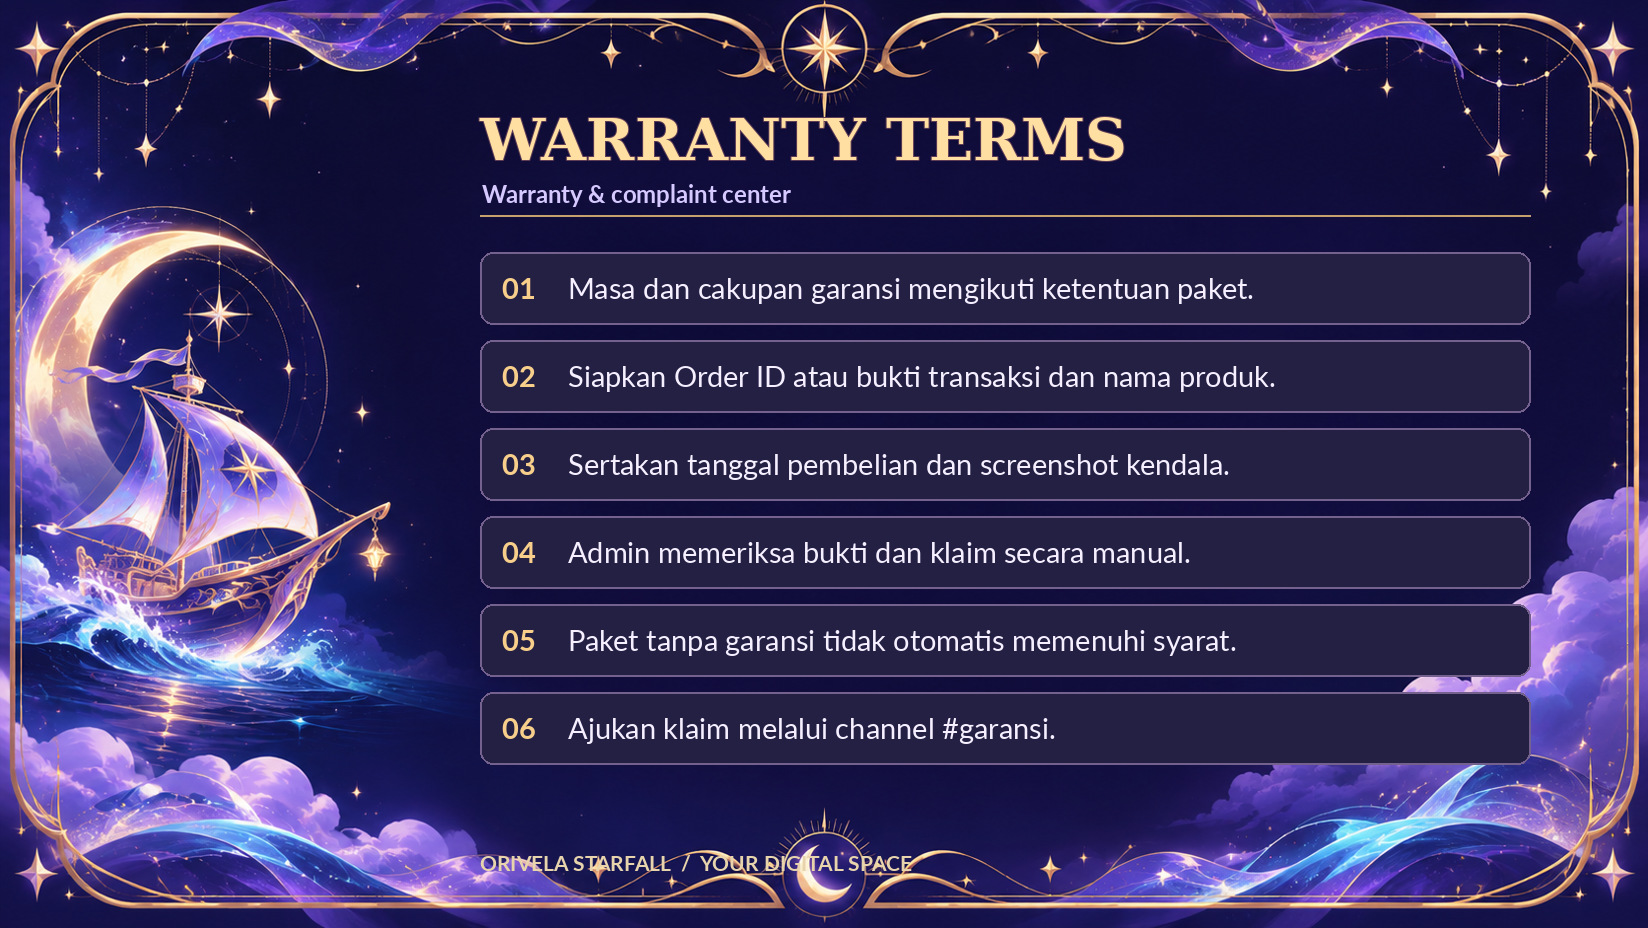 WARRANTY TERMS
Warranty & complaint center
01 Masa dan cakupan garansi mengikuti ketentuan paket.
02 Siapkan Order ID atau bukti transaksi dan nama produk.
03 Sertakan tanggal pembelian dan screenshot kendala.
04 Admin memeriksa bukti dan klaim secara manual.
05 Paket tanpa garansi tidak otomatis memenuhi syarat.
06 Ajukan klaim melalui channel #garansi.
ORIVELA STARFALL / YOUR DIGITAL SPACE